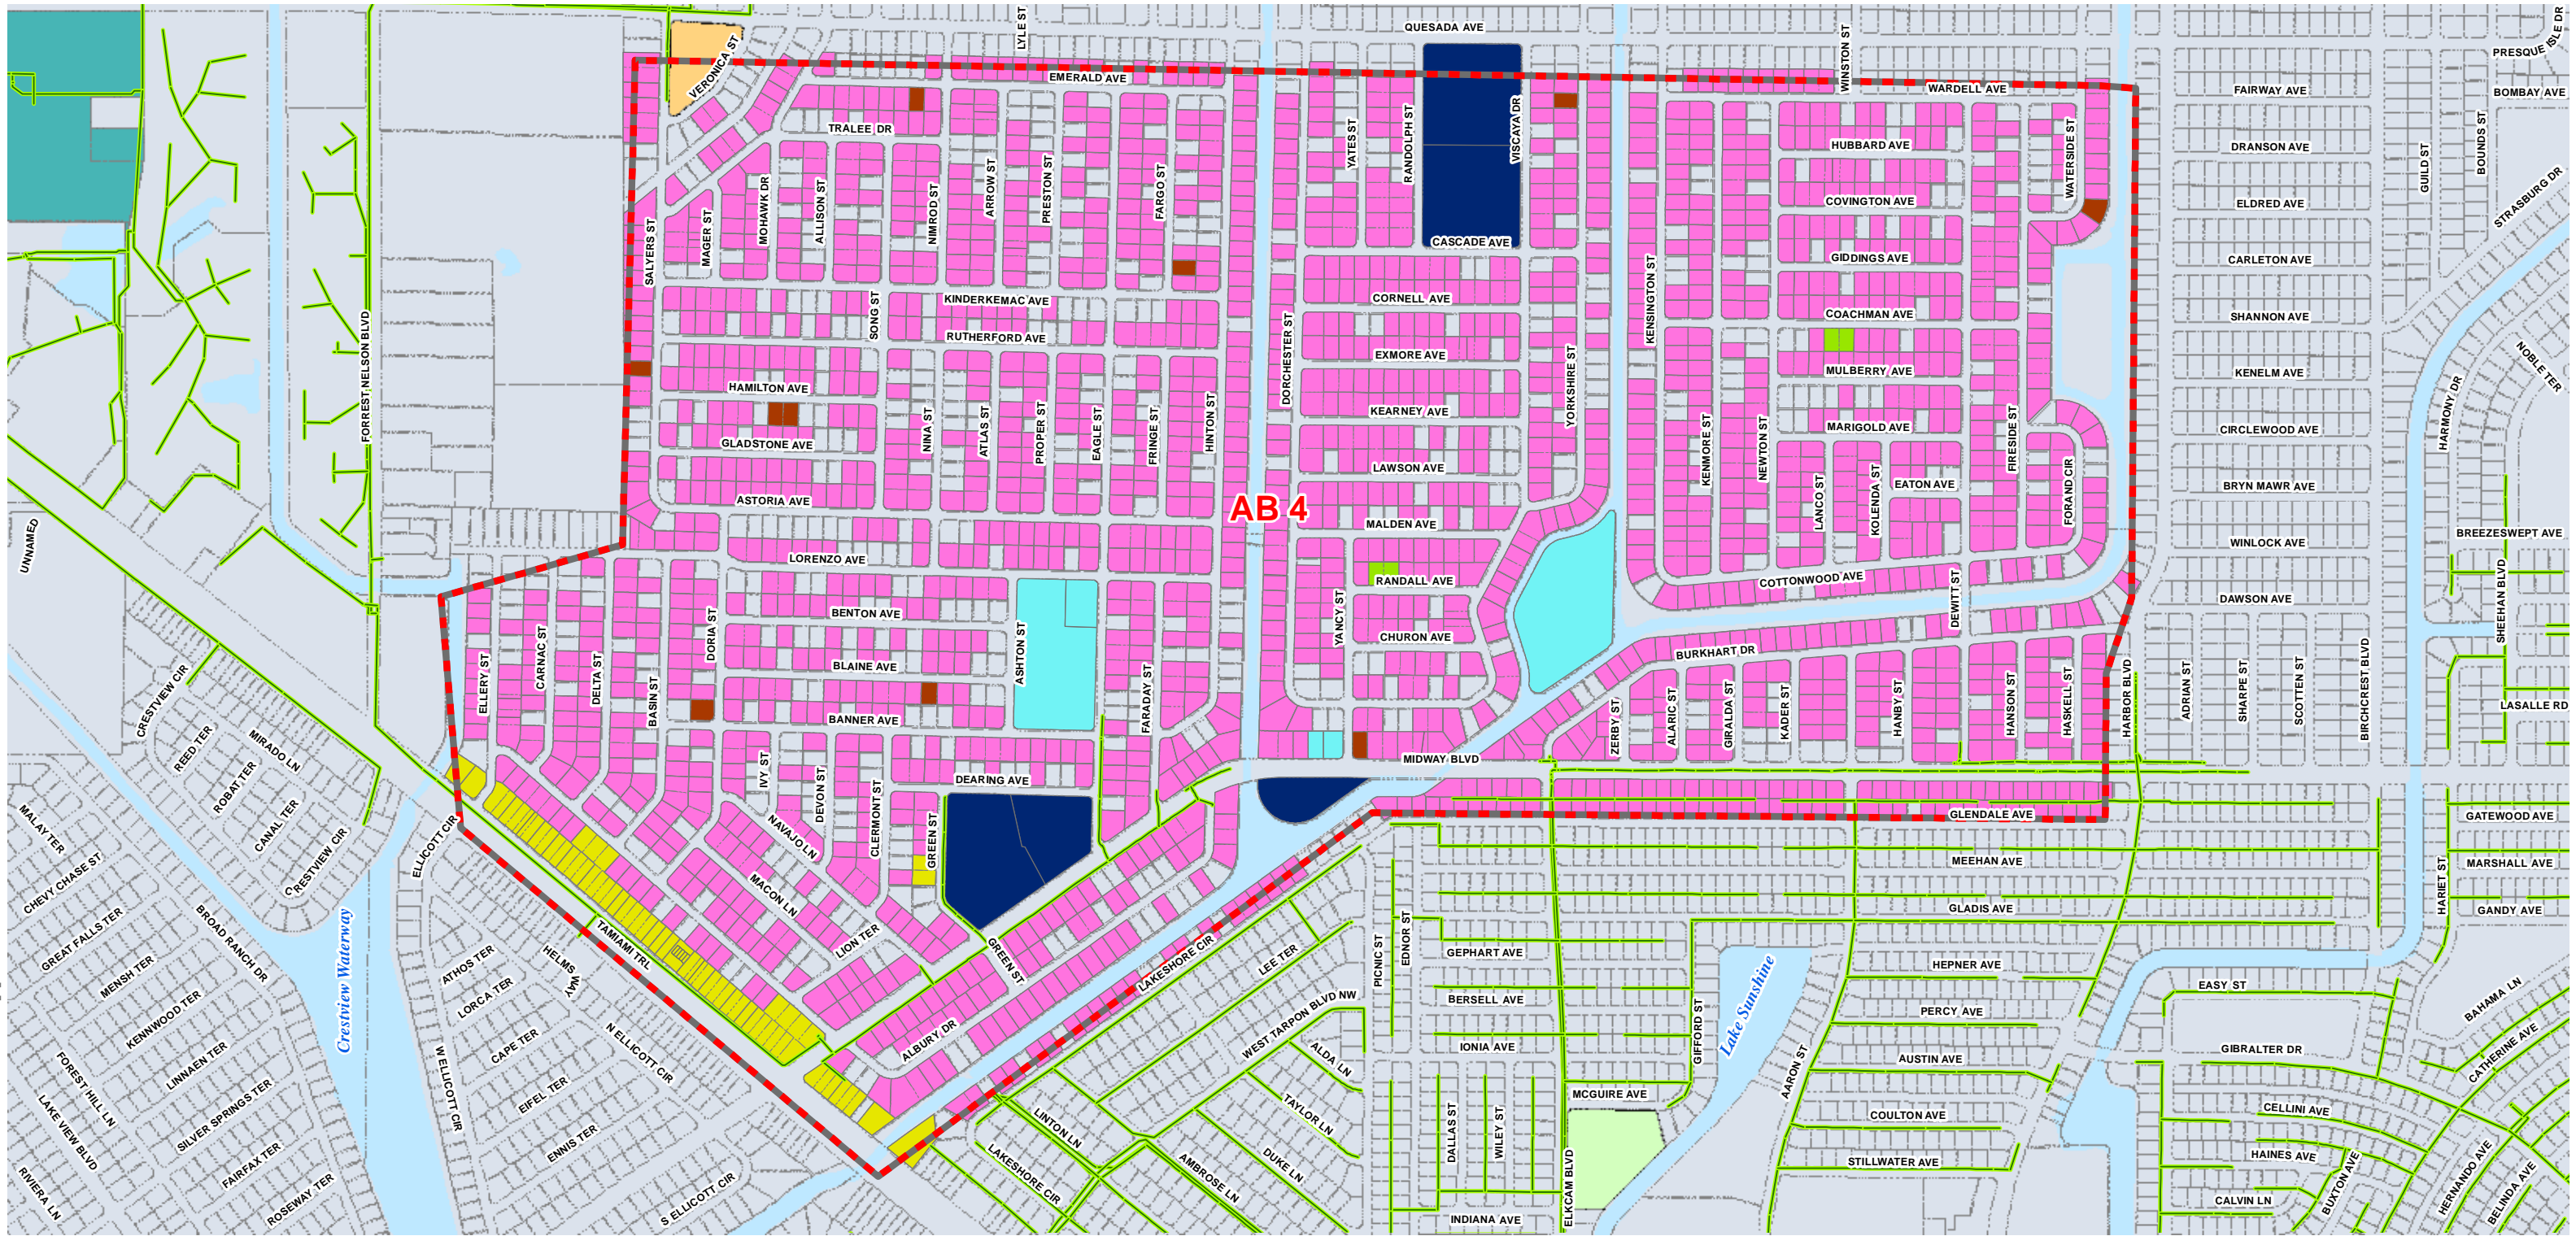 QUESADA AVE
LYLE ST
VERONICA ST
EMERALD AVE
WINSTON ST
WARDELL AVE
FAIRWAY AVE
PRESQUE ISLE DR
BOMBAY AVE
TRALEE DR
YATES ST
RANDOLPH ST
VISCAYA DR
HUBBARD AVE
WATERSIDE ST
DRANSON AVE
GUILD ST
BOUNDS ST
STRASBURG DR
SALYERS ST
MAGER ST
MOHAWK DR
ALLISON ST
NIMROD ST
ARROW ST
PRESTON ST
FARGO ST
COVINGTON AVE
ELDRED AVE
CASCADE AVE
GIDDINGS AVE
CARLETON AVE
KINDERKEMAC AVE
SONG ST
CORNELL AVE
KENSINGTON ST
COACHMAN AVE
SHANNON AVE
FORREST NELSON BLVD
RUTHERFORD AVE
DORCHESTER ST
EXMORE AVE
YORKSHIRE ST
MULBERRY AVE
KENELM AVE
NOBLE TER
HAMILTON AVE
KEARNEY AVE
MARIGOLD AVE
CIRCLEWOOD AVE
HARMONY DR
GLADSTONE AVE
NINA ST
ATLAS ST
PROPER ST
EAGLE ST
FRINGE ST
HINTON ST
LAWSON AVE
KENMORE ST
NEWTON ST
LANCO ST
KOLENDA ST
EATON AVE
FIRESIDE ST
FORAND CIR
BRYN MAWR AVE
ASTORIA AVE
AB 4
MALDEN AVE
WINLOCK AVE
BREEZESWEPT AVE
UNNAMED
LORENZO AVE
RANDALL AVE
COTTONWOOD AVE
DEWITT ST
DAWSON AVE
SHEEHAN BLVD
BENTON AVE
YANCY ST
CHURON AVE
BURKHART DR
ELLERY ST
CARNAC ST
DELTA ST
BASIN ST
DORIA ST
BLAINE AVE
ASHTON ST
FARADAY ST
BANNER AVE
ZERBY ST
ALARIC ST
GIRALDA ST
KADER ST
HANBY ST
HANSON ST
HASKELL ST
HARBOR BLVD
ADRIAN ST
SHARPE ST
SCOTTEN ST
BIRCHCREST BLVD
LASALLE RD
CRESTVIEW CIR
REED TER
MIRADO LN
ROBAT TER
CANAL TER
CRESTVIEW CIR
ELLICOTT CIR
IVY ST
DEVON ST
CLERMONT ST
DEARING AVE
MIDWAY BLVD
GLENDALE AVE
GATEWOOD AVE
MALAY TER
CHEVY CHASE ST
NAVAJO LN
GREEN ST
MEEHAN AVE
MARSHALL AVE
HARRIET ST
GREAT FALLS TER
BROAD RANCH DR
MACON LN
LION TER
GLADIS AVE
GANDY AVE
MENSH TER
Crestview Waterway
ATHOS TER
HELMS WAY
TAMIAMI TRL
GREEN ST
LAKESHORE CIR
LEE TER
PICNIC ST
EDNOR ST
GEPHART AVE
Lake Sunshine
HEPNER AVE
EASY ST
BAHAMA LN
KENNWOOD TER
LORCA TER
CAPE TER
N ELLICOTT CIR
ALBURY DR
WEST TARPON BLVD NW
BERSELL AVE
GIFFORD ST
PERCY AVE
CATHERINE AVE
LINNAEN TER
FOREST HILL LN
W ELLICOTT CIR
ALDA LN
IONIA AVE
AARON ST
AUSTIN AVE
GIBRALTER DR
LAKE VIEW BLVD
SILVER SPRINGS TER
EIFEL TER
LINTON LN
TAYLOR LN
MCGUIRE AVE
COULTON AVE
CELLINI AVE
FAIRFAX TER
ENNIS TER
DALLAS ST
WILEY ST
STILLWATER AVE
HAINES AVE
RIVIERA LN
ROSEWAY TER
S ELLICOTT CIR
LAKESHORE CIR
AMBROSE LN
DUKE LN
ELKCAM BLVD
INDIANA AVE
CALVIN LN
BUXTON AVE
HERNANDO AVE
BELINDA AVE